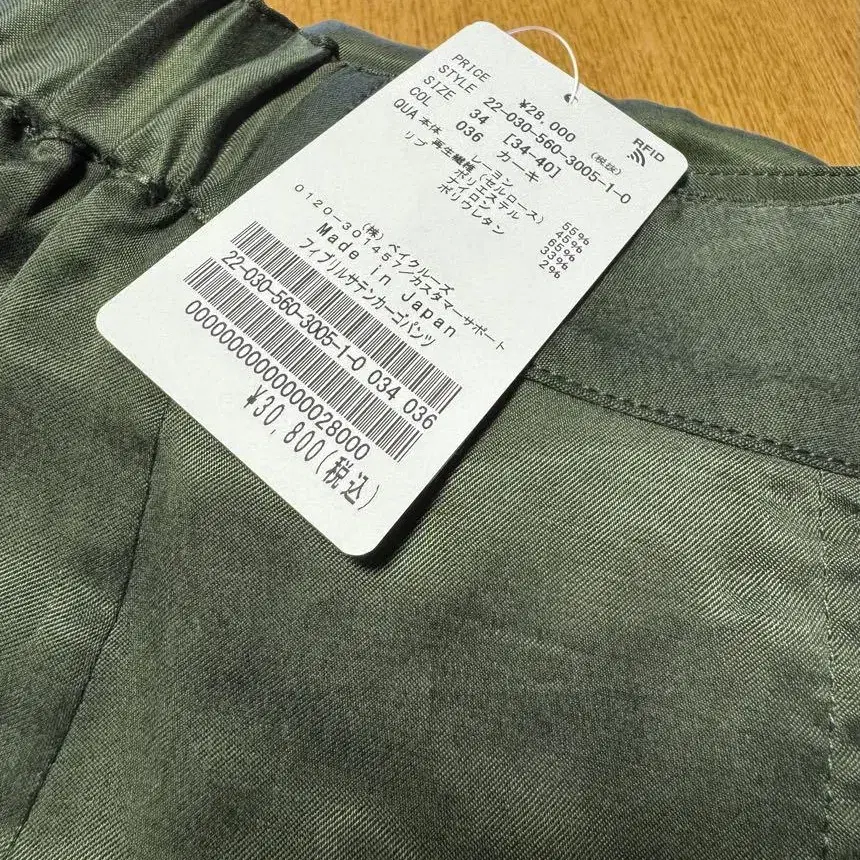 RFID
PRICE ¥28,000 (税抜)
STYLE 22-030-560-3005-1-0
SIZE 34 [34-40]
COL 036 カーキ
QUA 本体 レーヨン 55%
再生繊維(セルロース) 45%
リブ ポリエステル 65%
ナイロン 33%
ポリウレタン 2%
(株)ベイクルーズ
0120-301457/カスタマーサポート
Made in Japan
フィブリルサテンカーゴパンツ
22-030-560-3005-1-0 034 036
0000000000000028000
¥30,800(税込)